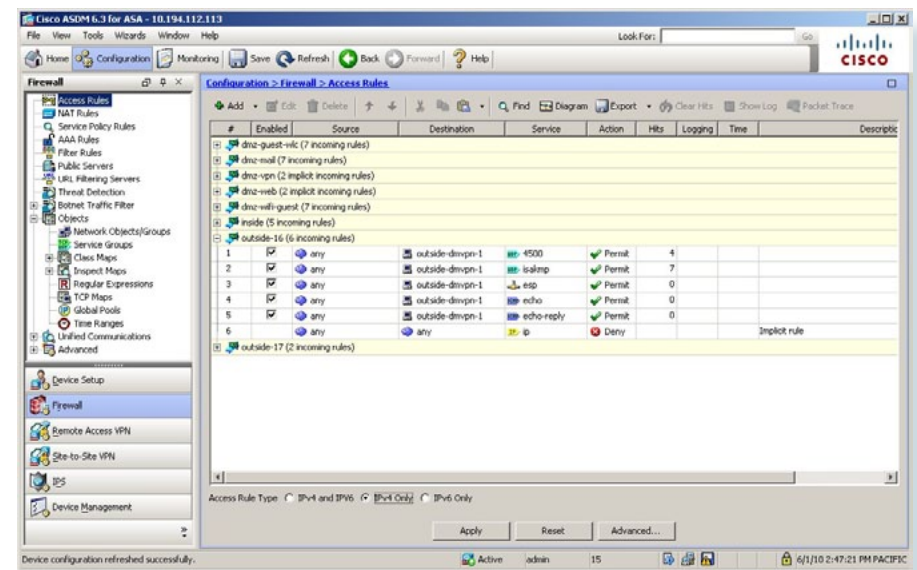 Cisco ASDM 6.3 for ASA - 10.194.112.113
File View Tools Wizards Window Help
Look For:
Go
Home Configuration Monitoring Save Refresh Back Forward Help
CISCO
Firewall
Access Rules
NAT Rules
Service Policy Rules
AAA Rules
Filter Rules
Public Servers
URL Filtering Servers
Threat Detection
Botnet Traffic Filter
Objects
Network Objects/Groups
Service Groups
Class Maps
Inspect Maps
Regular Expressions
TCP Maps
Global Pools
Time Ranges
Unified Communications
Advanced
Device Setup
Firewall
Remote Access VPN
Site-to-Site VPN
IPS
Device Management
Configuration > Firewall > Access Rules
Add Edit Delete Find Diagram Export Clear Hits Show Log Packet Trace
# Enabled Source Destination Service Action Hits Logging Time Descriptic
dmz-guest-wlc (7 incoming rules)
dmz-mail (7 incoming rules)
dmz-vpn (2 implicit incoming rules)
dmz-web (2 implicit incoming rules)
dmz-wifi-guest (7 incoming rules)
inside (5 incoming rules)
outside-16 (6 incoming rules)
1 any outside-dmvpn-1 4500 Permit 4
2 any outside-dmvpn-1 isakmp Permit 7
3 any outside-dmvpn-1 esp Permit 0
4 any outside-dmvpn-1 echo Permit 0
5 any outside-dmvpn-1 echo-reply Permit 0
6 any any ip Deny Implicit rule
outside-17 (2 incoming rules)
Access Rule Type IPv4 and IPv6 IPv4 Only IPv6 Only
Apply Reset Advanced...
Device configuration refreshed successfully.
Active admin 15 6/1/10 2:47:21 PM PACIFIC